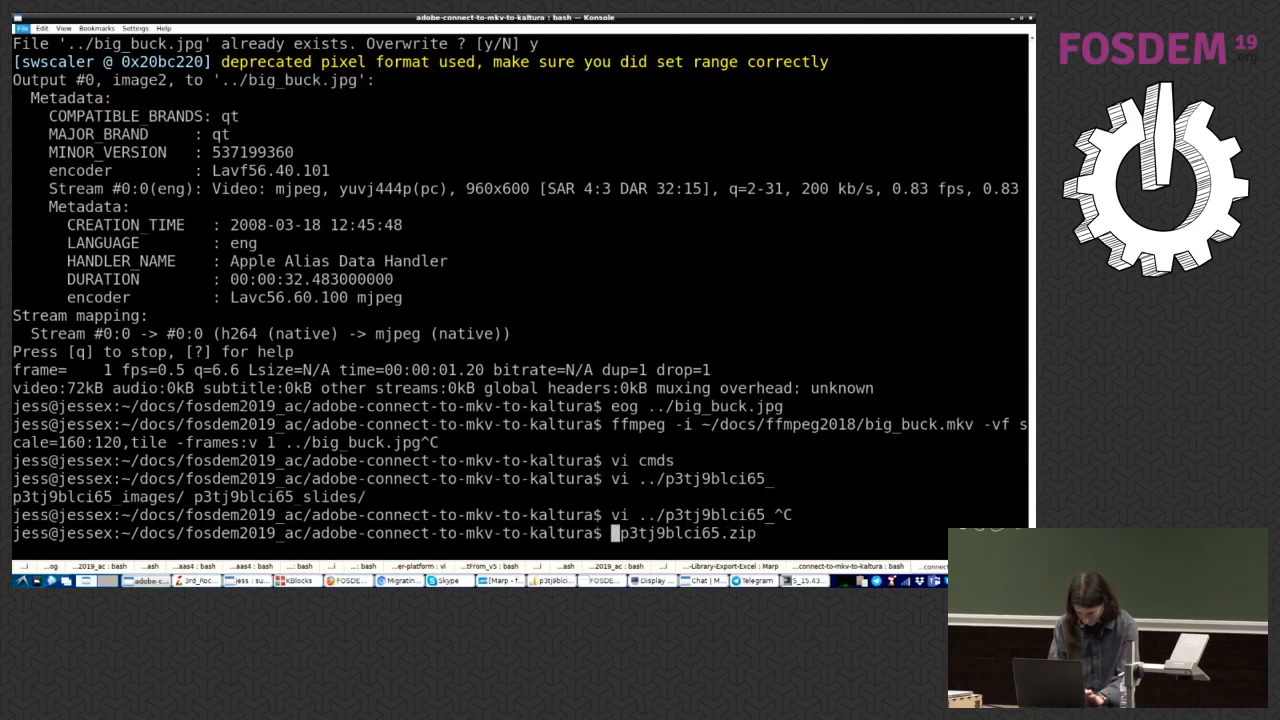 adobe-connect-to-mkv-to-kaltura : bash — Konsole
File Edit View Bookmarks Settings Help
File '../big_buck.jpg' already exists. Overwrite ? [y/N] y
[swscaler @ 0x20bc220] deprecated pixel format used, make sure you did set range correctly
Output #0, image2, to '../big_buck.jpg':
Metadata:
COMPATIBLE_BRANDS: qt
MAJOR_BRAND : qt
MINOR_VERSION : 537199360
encoder : Lavf56.40.101
Stream #0:0(eng): Video: mjpeg, yuvj444p(pc), 960x600 [SAR 4:3 DAR 32:15], q=2-31, 200 kb/s, 0.83 fps, 0.83
Metadata:
CREATION_TIME : 2008-03-18 12:45:48
LANGUAGE : eng
HANDLER_NAME : Apple Alias Data Handler
DURATION : 00:00:32.483000000
encoder : Lavc56.60.100 mjpeg
Stream mapping:
Stream #0:0 -> #0:0 (h264 (native) -> mjpeg (native))
Press [q] to stop, [?] for help
frame= 1 fps=0.5 q=6.6 Lsize=N/A time=00:00:01.20 bitrate=N/A dup=1 drop=1
video:72kB audio:0kB subtitle:0kB other streams:0kB global headers:0kB muxing overhead: unknown
jess@jessex:~/docs/fosdem2019_ac/adobe-connect-to-mkv-to-kaltura$ eog ../big_buck.jpg
jess@jessex:~/docs/fosdem2019_ac/adobe-connect-to-mkv-to-kaltura$ ffmpeg -i ~/docs/ffmpeg2018/big_buck.mkv -vf s
cale=160:120,tile -frames:v 1 ../big_buck.jpg^C
jess@jessex:~/docs/fosdem2019_ac/adobe-connect-to-mkv-to-kaltura$ vi cmds
jess@jessex:~/docs/fosdem2019_ac/adobe-connect-to-mkv-to-kaltura$ vi ../p3tj9blci65_
p3tj9blci65_images/ p3tj9blci65_slides/
jess@jessex:~/docs/fosdem2019_ac/adobe-connect-to-mkv-to-kaltura$ vi ../p3tj9blci65_^C
jess@jessex:~/docs/fosdem2019_ac/adobe-connect-to-mkv-to-kaltura$ p3tj9blci65.zip
...i ...og ...2019_ac : bash ...: bash ...aas4 : bash ...aas4 : bash ...: bash ...i ...er-platform : vi ...tFrom_v5 ...i ...ash ...2019_ac : bash ...i ...i ...-Library-Export-Excel : Marp ...connect-to-mkv-to-kaltura : bash ...connect
adobe-c... 3rd_Roc jess : su... KBlocks FOSDE... Migratin... Skype [Marp - f... p3tj9bl... FOSDE... Display ... Chat | M... Telegram 5_15.43...
FOSDEM 19
.org